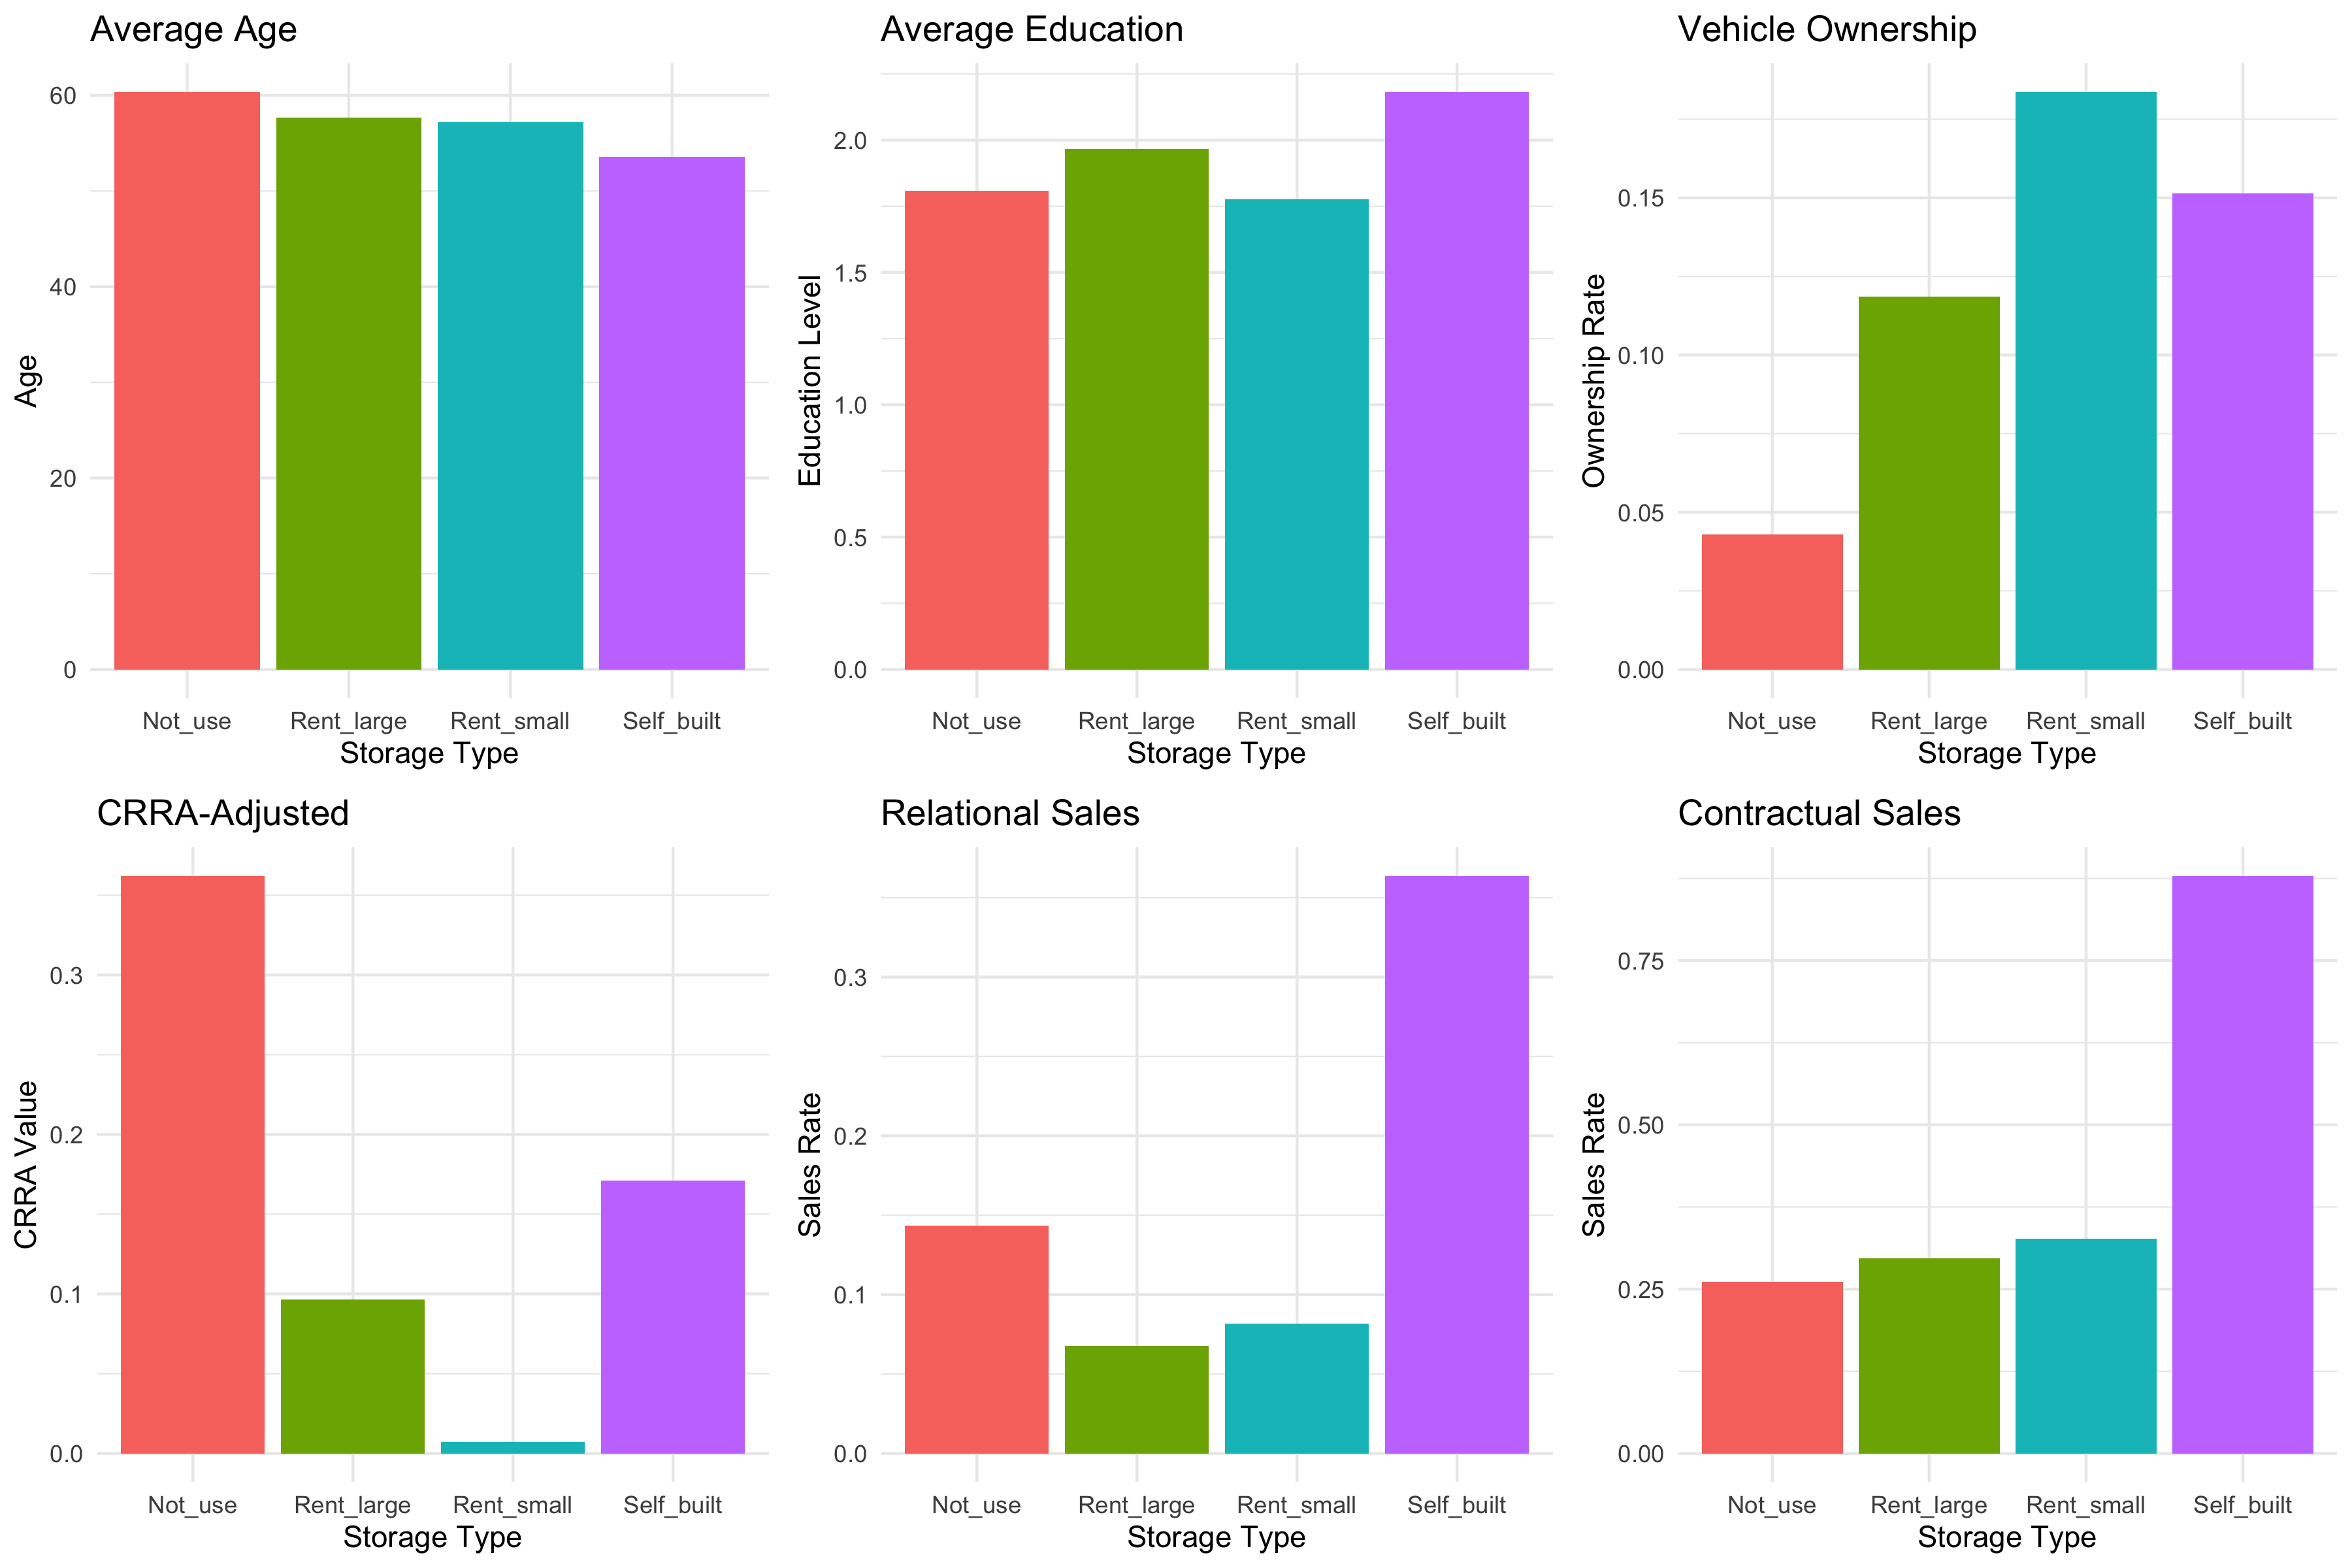 Average Age
Age
60
40
20
0
Not_use Rent_large Rent_small Self_built
Storage Type
Average Education
Education Level
2.0
1.5
1.0
0.5
0.0
Not_use Rent_large Rent_small Self_built
Storage Type
Vehicle Ownership
Ownership Rate
0.15
0.10
0.05
0.00
Not_use Rent_large Rent_small Self_built
Storage Type
CRRA-Adjusted
CRRA Value
0.3
0.2
0.1
0.0
Not_use Rent_large Rent_small Self_built
Storage Type
Relational Sales
Sales Rate
0.3
0.2
0.1
0.0
Not_use Rent_large Rent_small Self_built
Storage Type
Contractual Sales
Sales Rate
0.75
0.50
0.25
0.00
Not_use Rent_large Rent_small Self_built
Storage Type